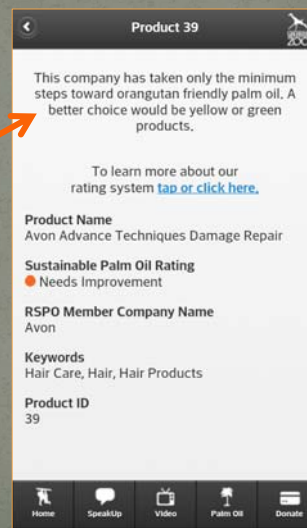 Product 39
ZOO
This company has taken only the minimum
steps toward orangutan friendly palm oil. A
better choice would be yellow or green
products.
To learn more about our
rating system tap or click here.
Product Name
Avon Advance Techniques Damage Repair
Sustainable Palm Oil Rating
Needs Improvement
RSPO Member Company Name
Avon
Keywords
Hair Care, Hair, Hair Products
Product ID
39
Home SpeakUp Video Palm Oil Donate